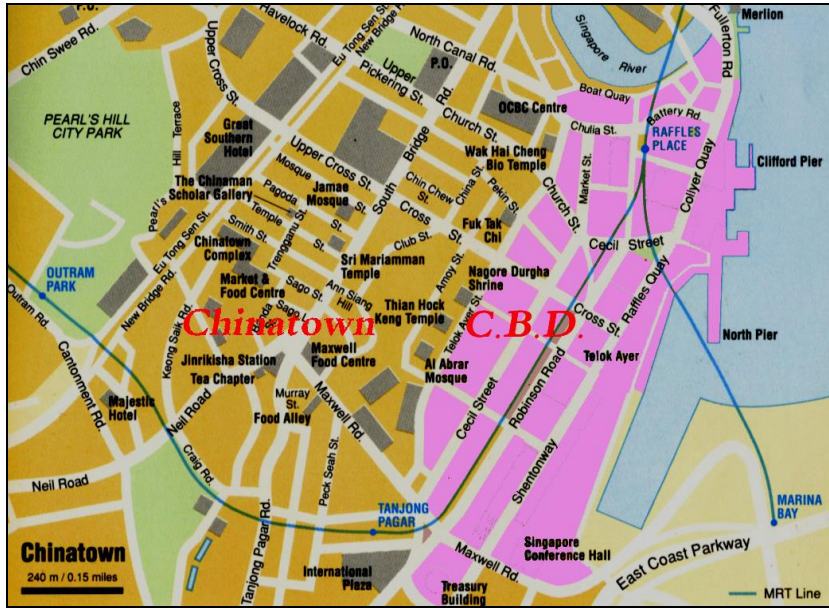 P.O.
Chin Swee Rd.
Havelock Rd.
Upper Cross St.
Eu Tong Sen St.
New Bridge Rd.
North Canal Rd.
Singapore
River
Fullerton Rd
Merlion
Upper
Pickering St.
P.O.
Boat Quay
OCBC Centre
Battery Rd.
Chulia St.
RAFFLES
PLACE
PEARL'S HILL
CITY PARK
Pearl's
Hill
Terrace
Great
Southern
Hotel
Church St.
South
Bridge
Rd.
Upper Cross St.
Wak Hai Cheng
Bio Temple
Market St.
Clifford Pier
Collyer Quay
Mosque
St.
Pagoda
St.
Temple
St.
The Chinaman
Scholar Gallery
Jamae
Mosque
Chin Chew
St.
China St.
Pekin St.
Church St.
Cross
St.
Eu Tong Sen St.
Smith St.
Trengganu St.
Chinatown
Complex
Club St.
Fuk Tak
Chi
Cecil Street
Sri Mariamman
Temple
Amoy St.
Nagore Durgha
Shrine
Raffles Quay
OUTRAM
PARK
Outram Rd.
New Bridge Rd.
Market &
Food Centre
Sago St.
Sago
Ann Siang
Hill
Thian Hock
Keng Temple
Telok Ayer St.
Cross St.
North Pier
Chinatown
C.B.D.
Keong Saik Rd.
Jinrikisha Station
Tea Chapter
Maxwell
Food Centre
Al Abrar
Mosque
Telok Ayer
Robinson Road
Cantonment Rd.
Majestic
Hotel
Neil Road
Murray
St.
Food Alley
Maxwell Rd.
Cecil Street
Neil Road
Craig Rd.
Peck Seah St.
Shentonway
Tanjong Pagar Rd.
TANJONG
PAGAR
MARINA
BAY
Singapore
Conference Hall
East Coast Parkway
Maxwell Rd.
International
Plaza
Treasury
Building
Chinatown
240 m / 0.15 miles
MRT Line